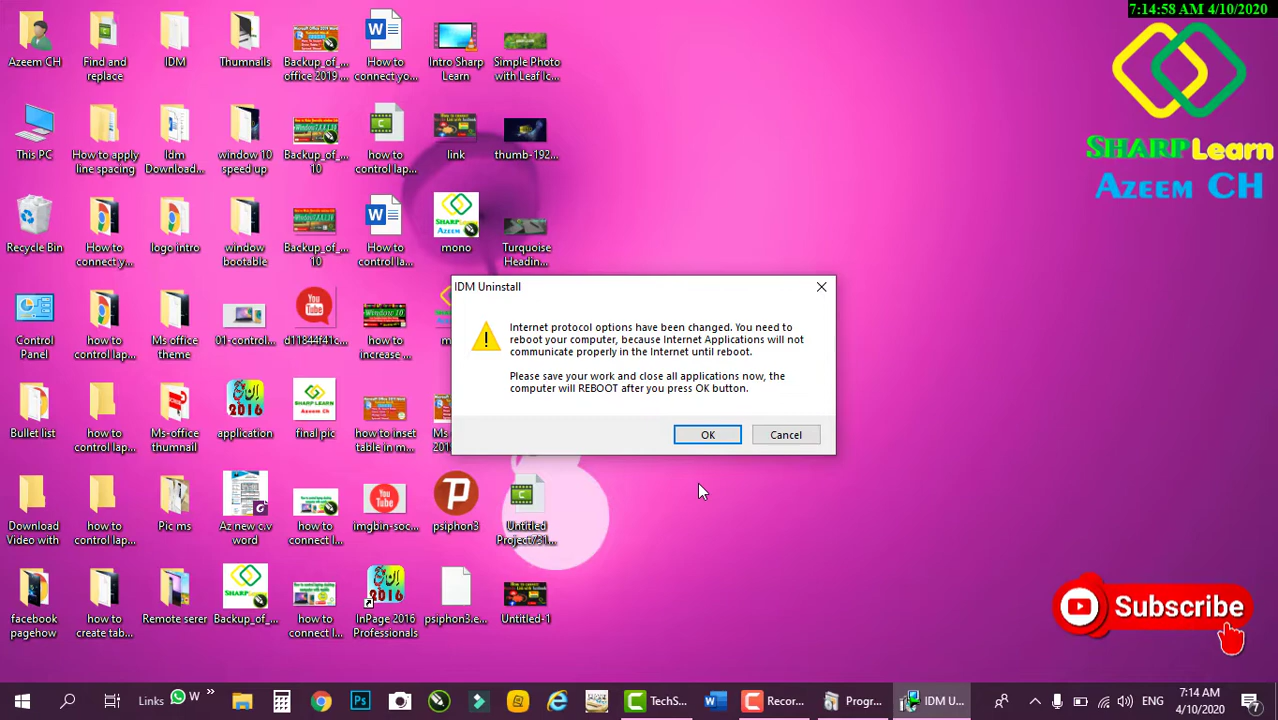 7:14:58 AM 4/10/2020
SHARP Learn
Azeem CH
Azeem CH
Find and replace
IDM
Thumnails
Backup_of_... office 2019 ...
How to connect yo...
Intro Sharp Learn
Simple Photo with Leaf Ic...
This PC
How to apply line spacing
Idm Download...
window 10 speed up
Backup_of_... 10
how to control lap...
link
thumb-192...
Recycle Bin
How to connect y...
logo intro
window bootable
Backup_of_... 10
How to control la...
mono
Turquoise Headin...
Control Panel
how to control lap...
Ms office theme
01-control...
d11844f41c...
how to increase ...
IDM Uninstall
Internet protocol options have been changed. You need to
reboot your computer, because Internet Applications will not
communicate properly in the Internet until reboot.
Please save your work and close all applications now, the
computer will REBOOT after you press OK button.
OK
Cancel
Bullet list
how to control lap...
Ms-office thumnail
application
final pic
how to inset table in m...
Download Video with
how to control lap...
Pic ms
Az new c.v word
how to connect l...
imgbin-soc...
psiphon3
Untitled Project731...
facebook pagehow
how to create tab...
Remote serer
Backup_of_...
how to connect l...
InPage 2016 Professionals
psiphon3.e...
Untitled-1
Subscribe
Links
W
TechS...
Recor...
Progr...
IDM U...
ENG
7:14 AM
4/10/2020
7